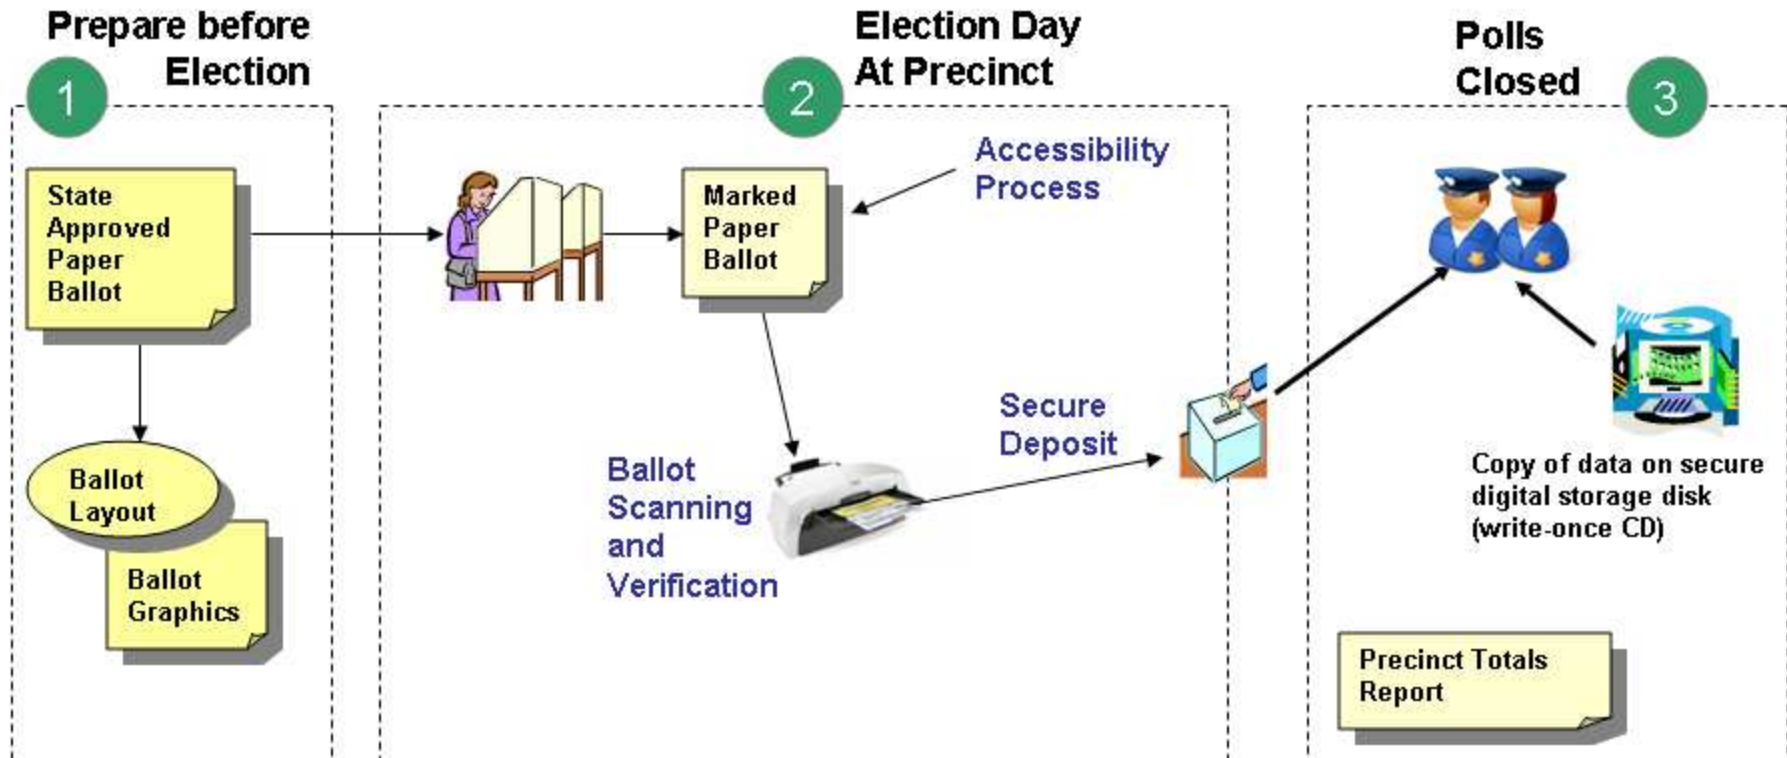 Prepare before
Election
1
State
Approved
Paper
Ballot
Ballot
Layout
Ballot
Graphics
Election Day
At Precinct
2
Accessibility
Process
Marked
Paper
Ballot
Ballot
Scanning
and
Verification
Secure
Deposit
Polls
Closed
3
Copy of data on secure
digital storage disk
(write-once CD)
Precinct Totals
Report